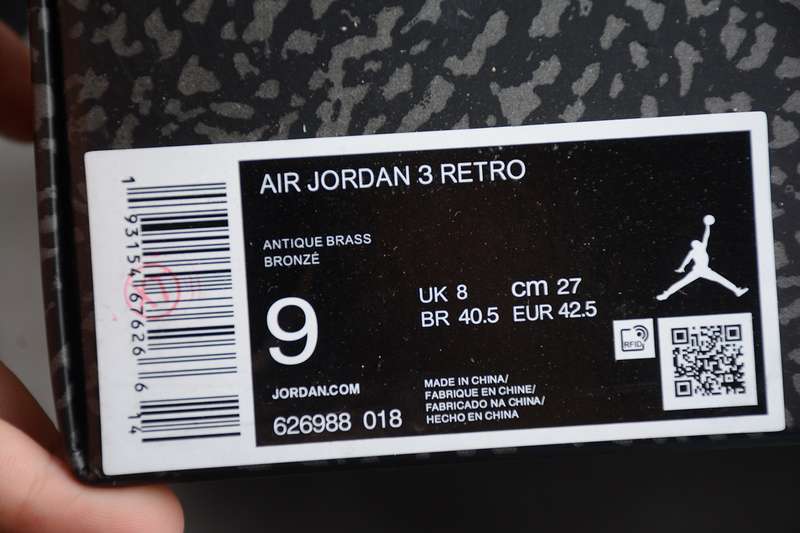 AIR JORDAN 3 RETRO
ANTIQUE BRASS
BRONZÉ
9
UK 8 cm 27
BR 40.5 EUR 42.5
RFID
JORDAN.COM
626988 018
MADE IN CHINA/
FABRIQUE EN CHINE/
FABRICADO NA CHINA/
HECHO EN CHINA
1 93154 67626 6 14